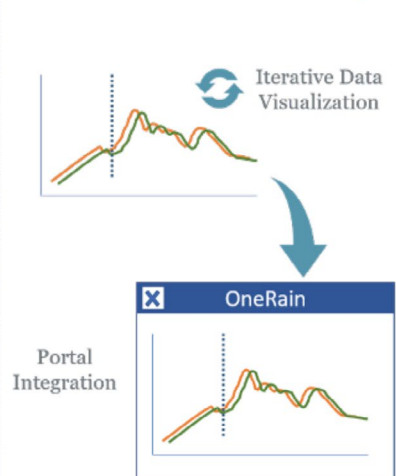 Iterative Data
Visualization
OneRain
Portal
Integration